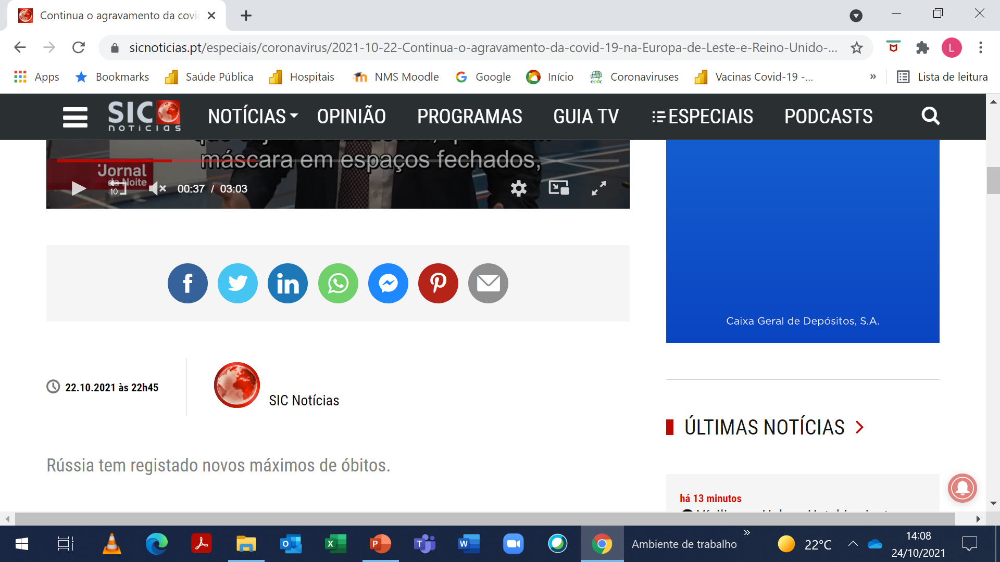 Continua o agravamento da covi
sicnoticias.pt/especiais/coronavirus/2021-10-22-Continua-o-agravamento-da-covid-19-na-Europa-de-Leste-e-Reino-Unido-...
L
Apps
Bookmarks
Saúde Pública
Hospitais
NMS Moodle
Google
Início
Coronaviruses
Vacinas Covid-19 -...
»
Lista de leitura
SIC notícias
NOTÍCIAS
OPINIÃO
PROGRAMAS
GUIA TV
ESPECIAIS
PODCASTS
máscara em espaços fechados,
Jornal
da Noite
10
00:37 / 03:03
Caixa Geral de Depósitos, S.A.
22.10.2021 às 22h45
SIC Notícias
ÚLTIMAS NOTÍCIAS
Rússia tem registado novos máximos de óbitos.
há 13 minutos
Ambiente de trabalho
»
22°C
14:08
24/10/2021